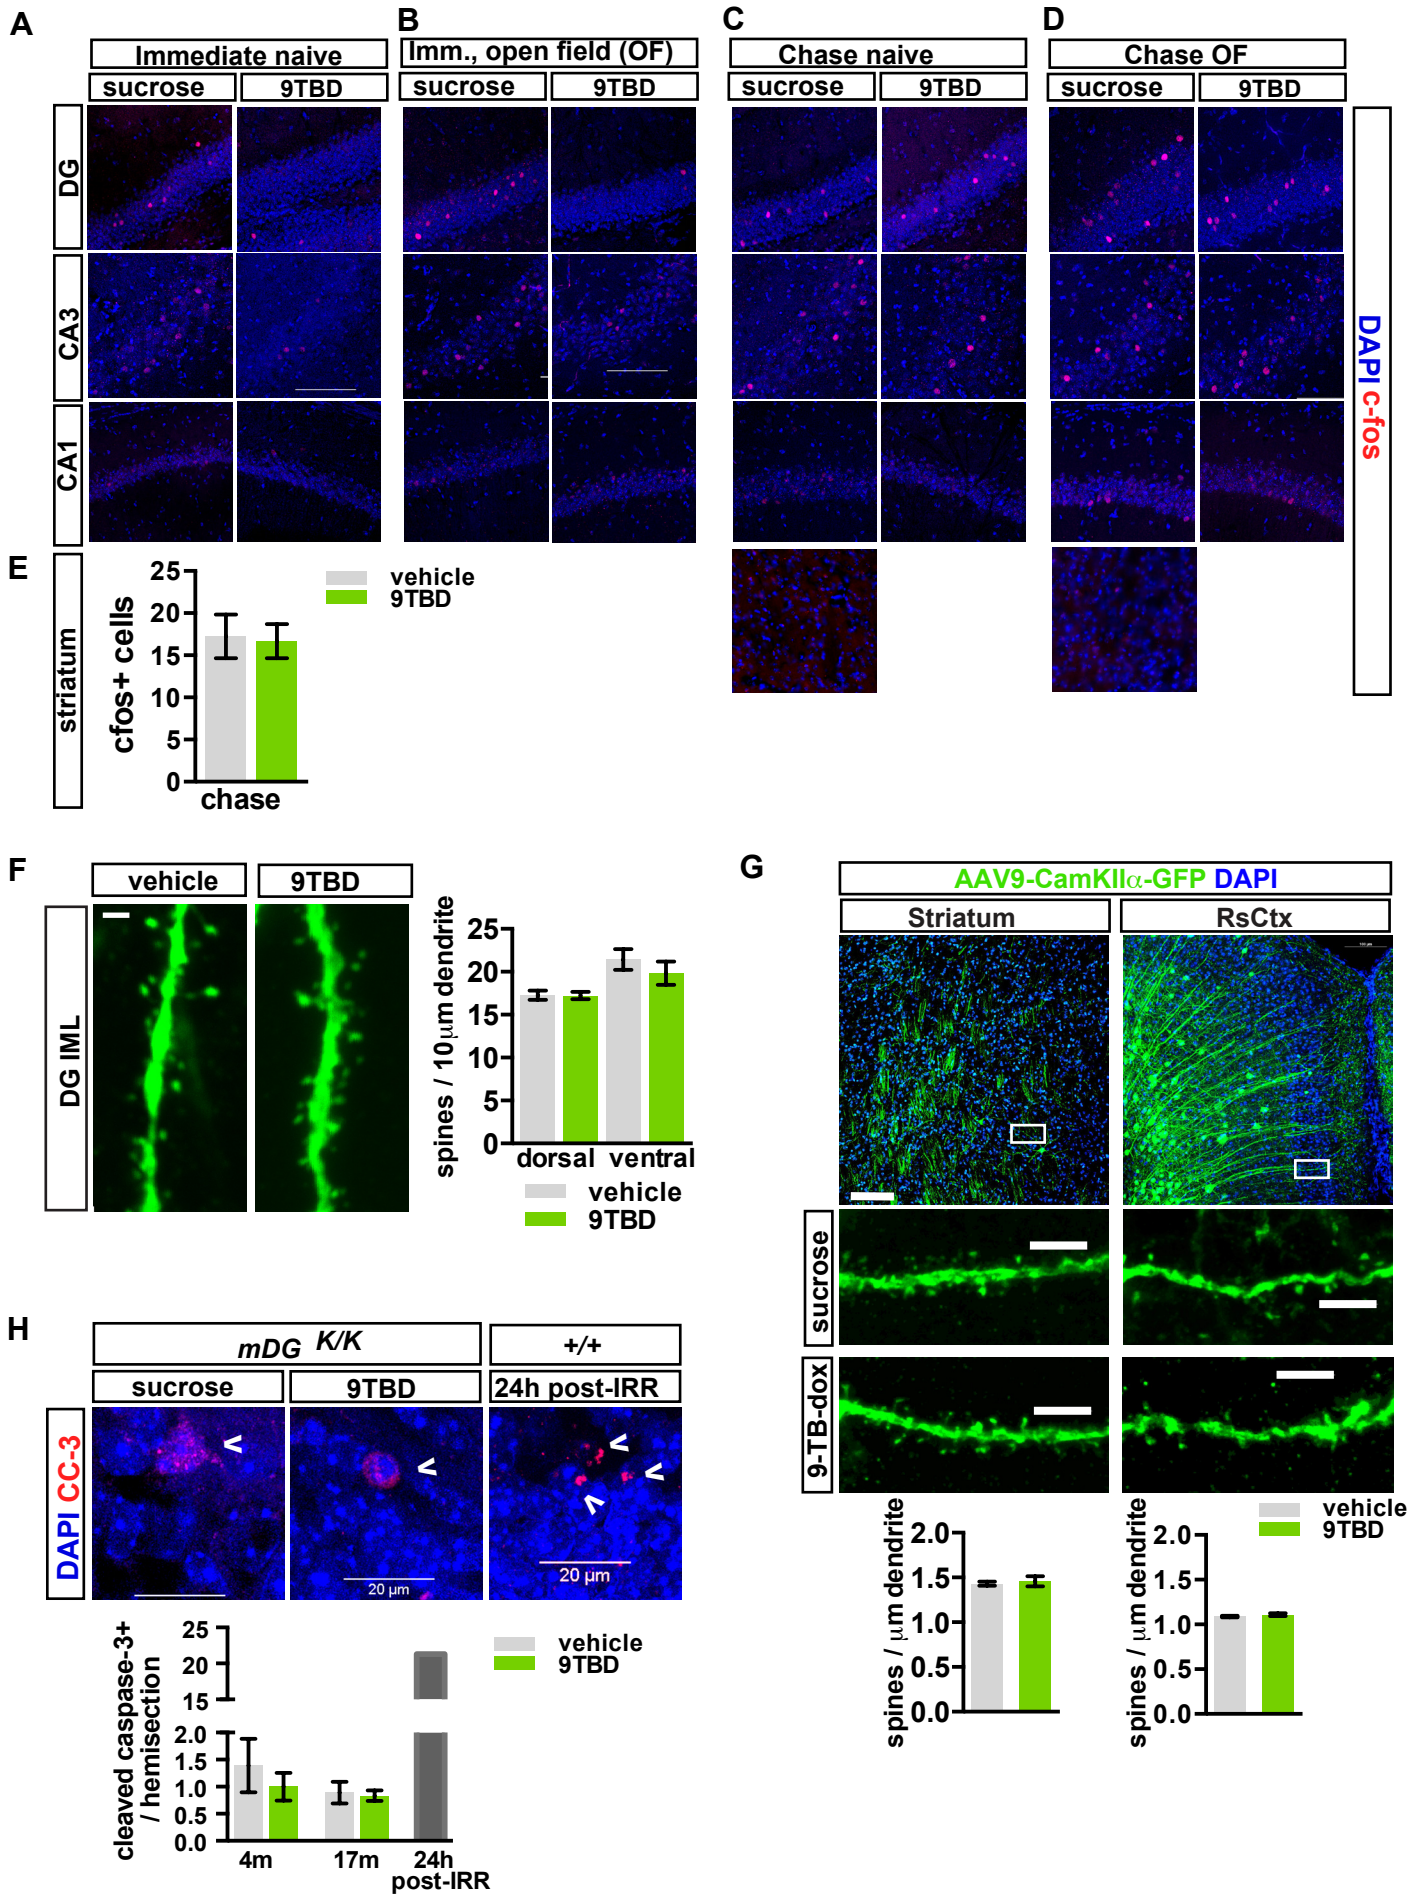 A
B
C
D
Immediate naive
Imm., open field (OF)
Chase naive
Chase OF
sucrose
9TBD
sucrose
9TBD
sucrose
9TBD
sucrose
9TBD
DG
CA3
CA1
DAPI c-fos
E
striatum
cfos+ cells
25
20
15
10
5
0
chase
vehicle
9TBD
F
vehicle
9TBD
DG IML
spines / 10μm dendrite
25
20
15
10
5
0
dorsal
ventral
vehicle
9TBD
G
AAV9-CamKIIα-GFP DAPI
Striatum
RsCtx
sucrose
9-TB-dox
spines / μm dendrite
2.0
1.5
1.0
0.5
0.0
spines / μm dendrite
2.0
1.5
1.0
0.5
0.0
vehicle
9TBD
H
mDG K/K
+/+
sucrose
9TBD
24h post-IRR
DAPI CC-3
20 μm
20 μm
cleaved caspase-3+
/ hemisection
25
20
15
2.0
1.5
1.0
0.5
0.0
4m
17m
24h
post-IRR
vehicle
9TBD